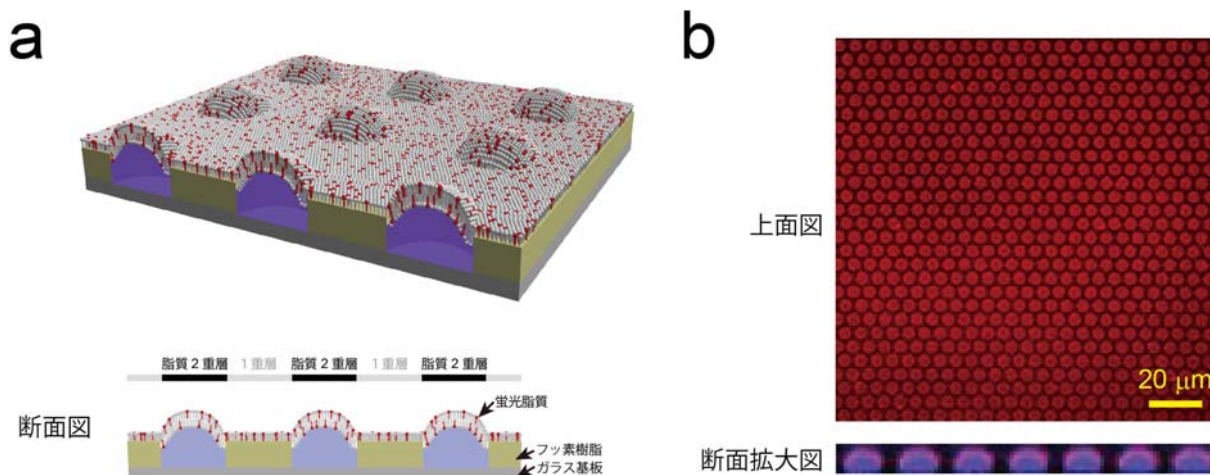 a
脂質2重層 1重層 脂質2重層 1重層 脂質2重層
断面図
蛍光脂質
フッ素樹脂
ガラス基板
b
上面図
20 μm
断面拡大図